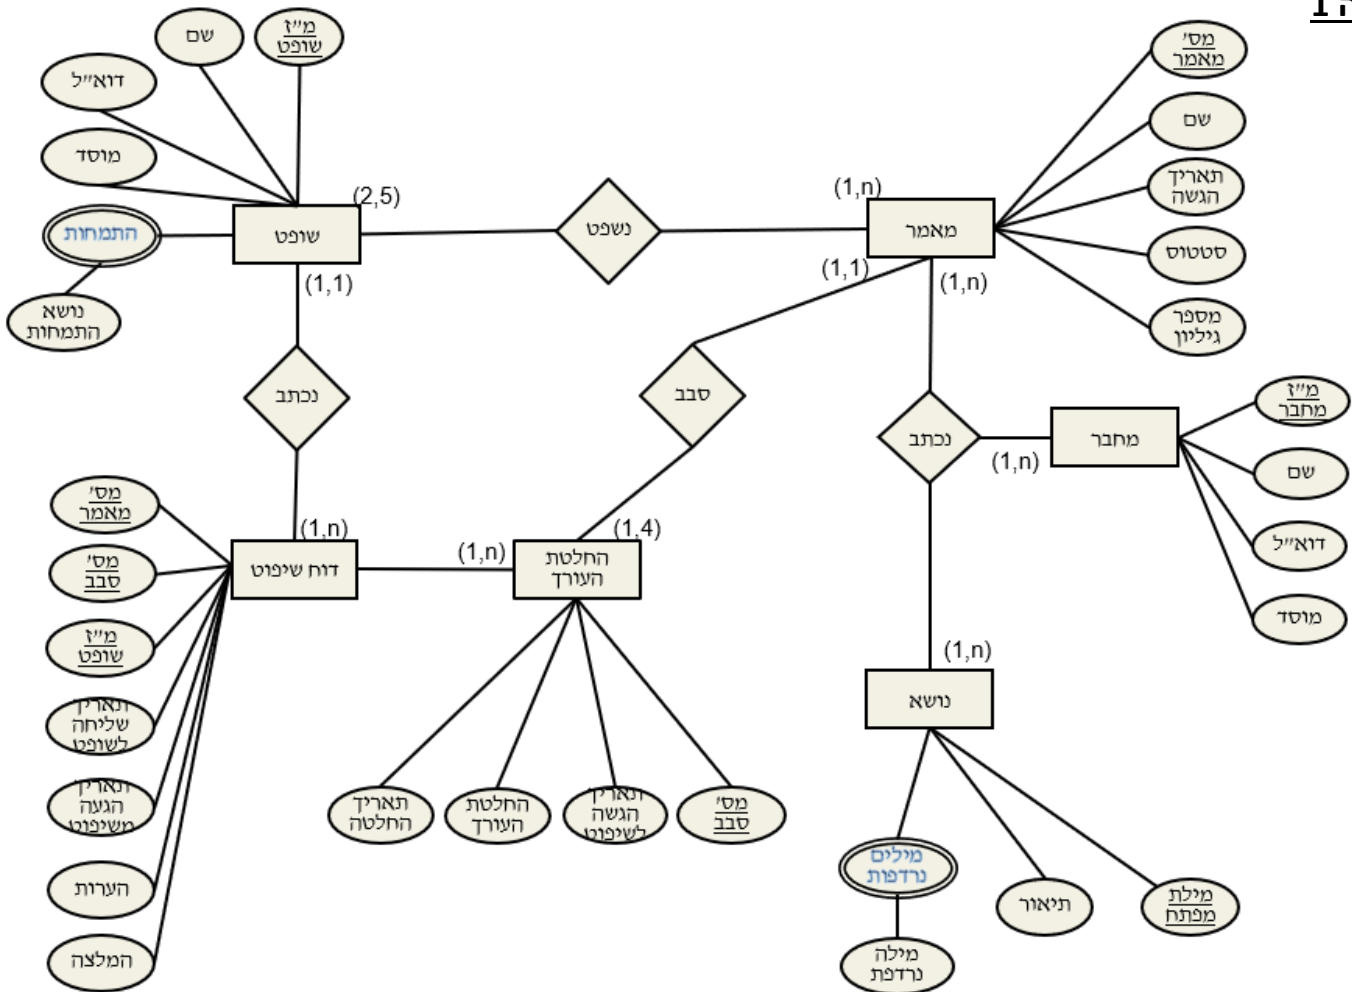 מ״ז
שופט
שם
דוא״ל
מוסד
התמחות
נושא
התמחות
שופט
(2,5)
(1,1)
נשפט
(1,n)
מאמר
(1,1)
(1,n)
מס׳
מאמר
שם
תאריך
הגשה
סטטוס
מספר
גיליון
נכתב
סבב
נכתב
(1,n)
מחבר
מ״ז
מחבר
שם
דוא״ל
מוסד
מס׳
מאמר
מס׳
סבב
מ״ז
שופט
תאריך
שליחה
לשופט
תאריך
הגעה
משיפוט
הערות
המלצה
(1,n)
דוח שיפוט
(1,n)
(1,4)
החלטת
העורך
תאריך
החלטה
החלטת
העורך
תאריך
הגשה
לשיפוט
מס׳
סבב
(1,n)
נושא
מילים
נרדפות
מילה
נרדפת
תיאור
מילת
מפתח